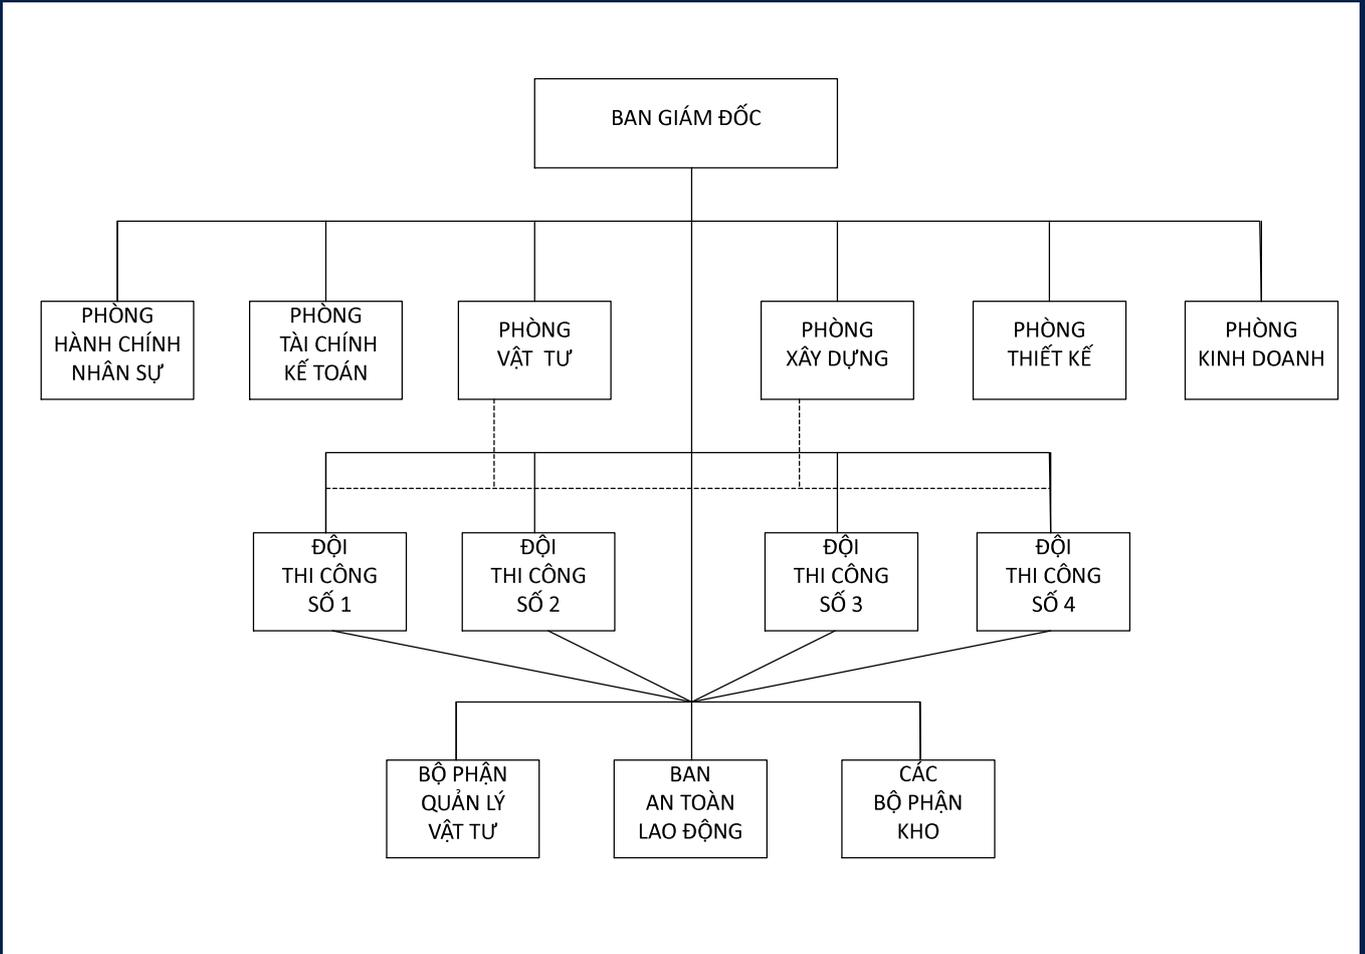 BAN GIÁM ĐỐC
PHÒNG
HÀNH CHÍNH
NHÂN SỰ
PHÒNG
TÀI CHÍNH
KẾ TOÁN
PHÒNG
VẬT TƯ
PHÒNG
XÂY DỰNG
PHÒNG
THIẾT KẾ
PHÒNG
KINH DOANH
ĐỘI
THI CÔNG
SỐ 1
ĐỘI
THI CÔNG
SỐ 2
ĐỘI
THI CÔNG
SỐ 3
ĐỘI
THI CÔNG
SỐ 4
BỘ PHẬN
QUẢN LÝ
VẬT TƯ
BAN
AN TOÀN
LAO ĐỘNG
CÁC
BỘ PHẬN
KHO